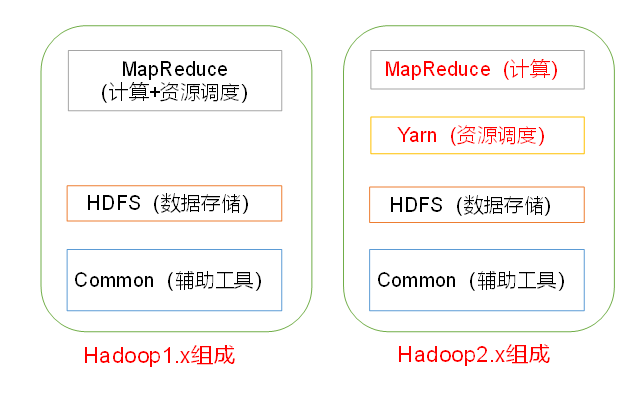 MapReduce
(计算+资源调度)
HDFS（数据存储)
Common（辅助工具)
Hadoop1.x组成
MapReduce（计算)
Yarn（资源调度)
HDFS（数据存储)
Common（辅助工具)
Hadoop2.x组成